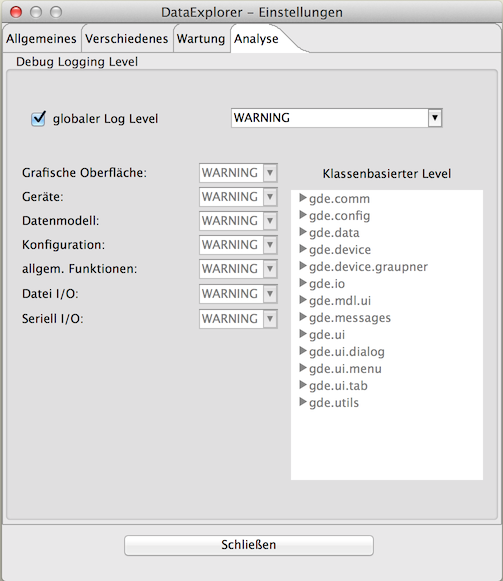 DataExplorer – Einstellungen
Allgemeines Verschiedenes Wartung Analyse
Debug Logging Level
globaler Log Level WARNING
Grafische Oberfläche: WARNING
Geräte: WARNING
Datenmodell: WARNING
Konfiguration: WARNING
allgem. Funktionen: WARNING
Datei I/O: WARNING
Seriell I/O: WARNING
Klassenbasierter Level
gde.comm
gde.config
gde.data
gde.device
gde.device.graupner
gde.io
gde.mdl.ui
gde.messages
gde.ui
gde.ui.dialog
gde.ui.menu
gde.ui.tab
gde.utils
Schließen